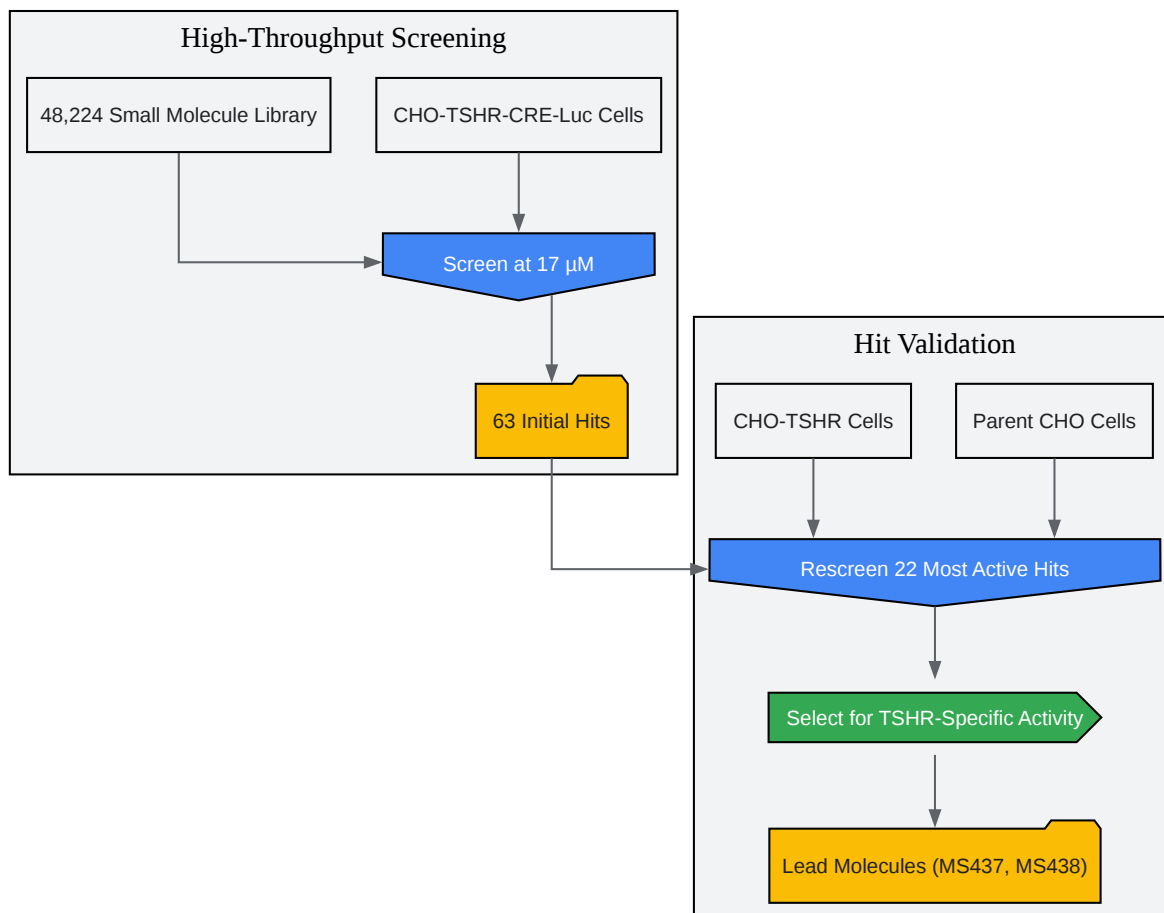 High-Throughput Screening
48,224 Small Molecule Library
CHO-TSHR-CRE-Luc Cells
Screen at 17 µM
63 Initial Hits
Hit Validation
CHO-TSHR Cells
Parent CHO Cells
Rescreen 22 Most Active Hits
Select for TSHR-Specific Activity
Lead Molecules (MS437, MS438)